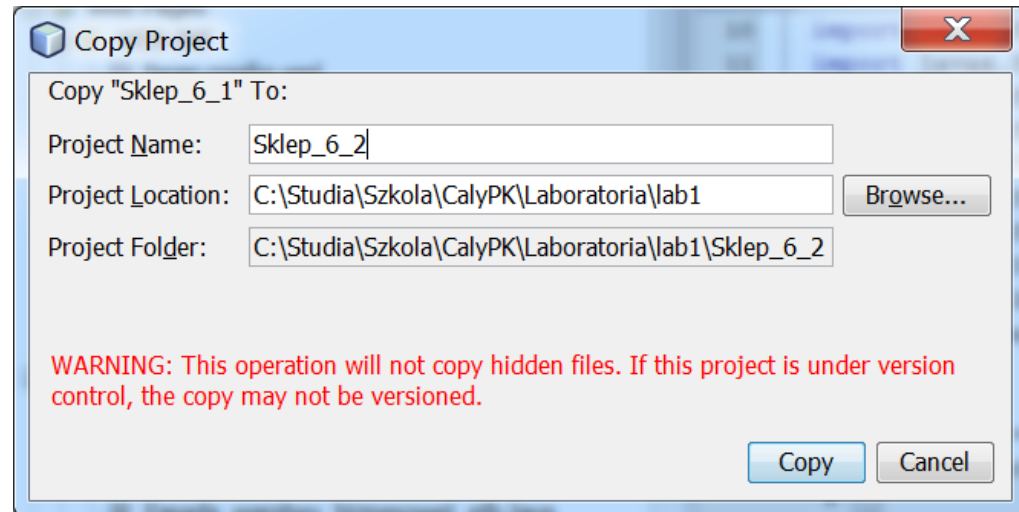 Copy Project
Copy "Sklep_6_1" To:
Project Name: Sklep_6_2
Project Location: C:\Studia\Szkola\CalyPK\Laboratoria\lab1 Browse...
Project Folder: C:\Studia\Szkola\CalyPK\Laboratoria\lab1\Sklep_6_2
WARNING: This operation will not copy hidden files. If this project is under version
control, the copy may not be versioned.
Copy Cancel